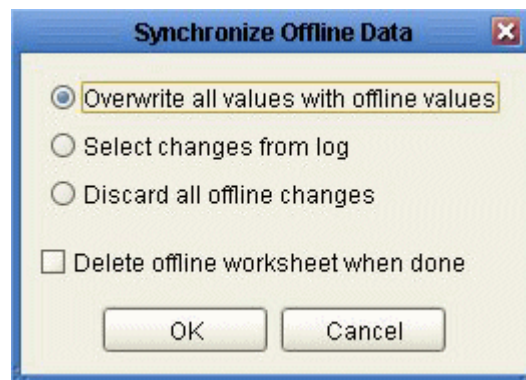 Synchronize Offline Data
Overwrite all values with offline values
Select changes from log
Discard all offline changes
Delete offline worksheet when done
OK Cancel